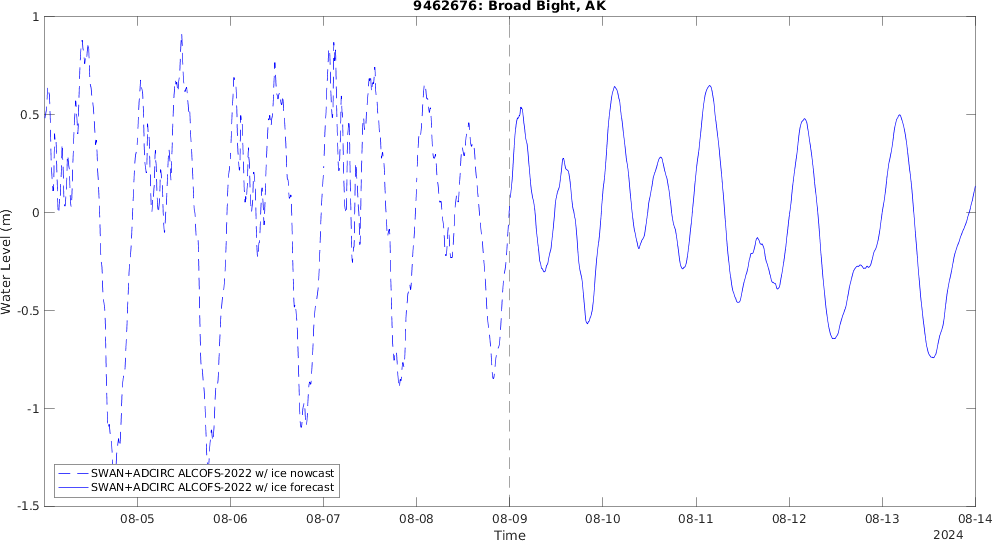 9462676: Broad Bight, AK
1
0.5
0
-0.5
-1
-1.5
Water Level (m)
SWAN+ADCIRC ALCOFS-2022 w/ ice nowcast
SWAN+ADCIRC ALCOFS-2022 w/ ice forecast
08-05 08-06 08-07 08-08 08-09 08-10 08-11 08-12 08-13 08-14
Time
2024